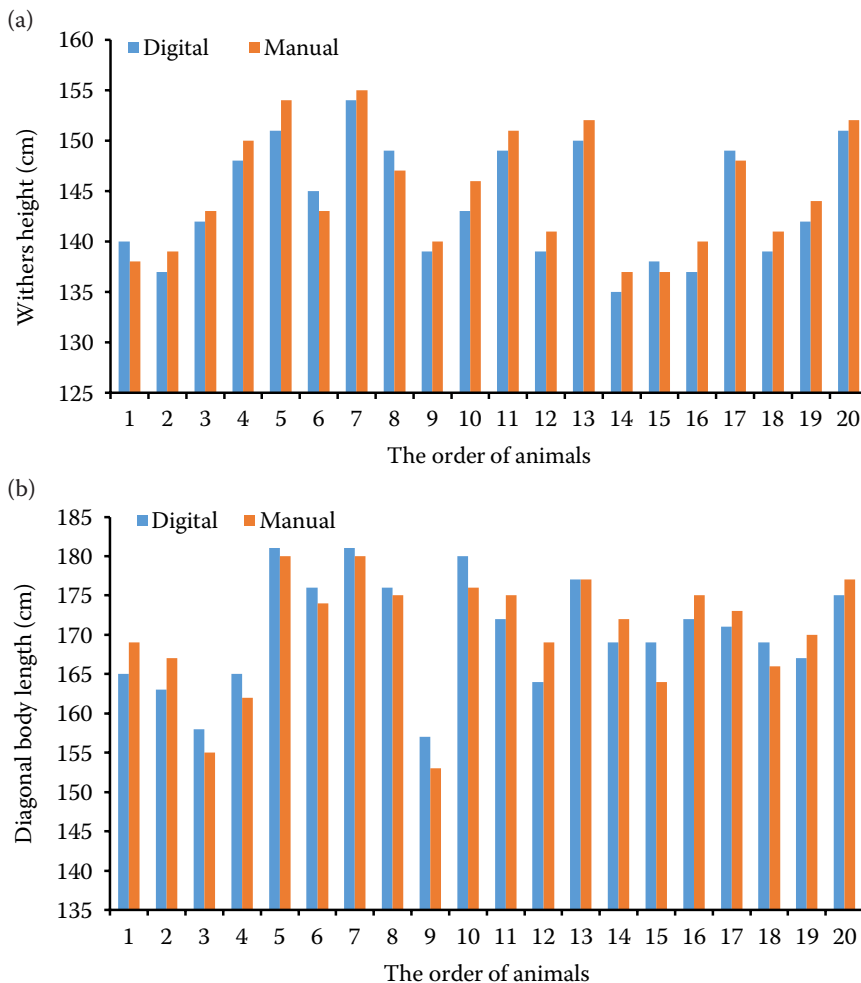 (a)
160
Digital Manual
155
150
145
140
135
130
125
Withers height (cm)
1 2 3 4 5 6 7 8 9 10 11 12 13 14 15 16 17 18 19 20
The order of animals
(b)
185
Digital Manual
180
175
170
165
160
155
150
145
140
135
Diagonal body length (cm)
1 2 3 4 5 6 7 8 9 10 11 12 13 14 15 16 17 18 19 20
The order of animals